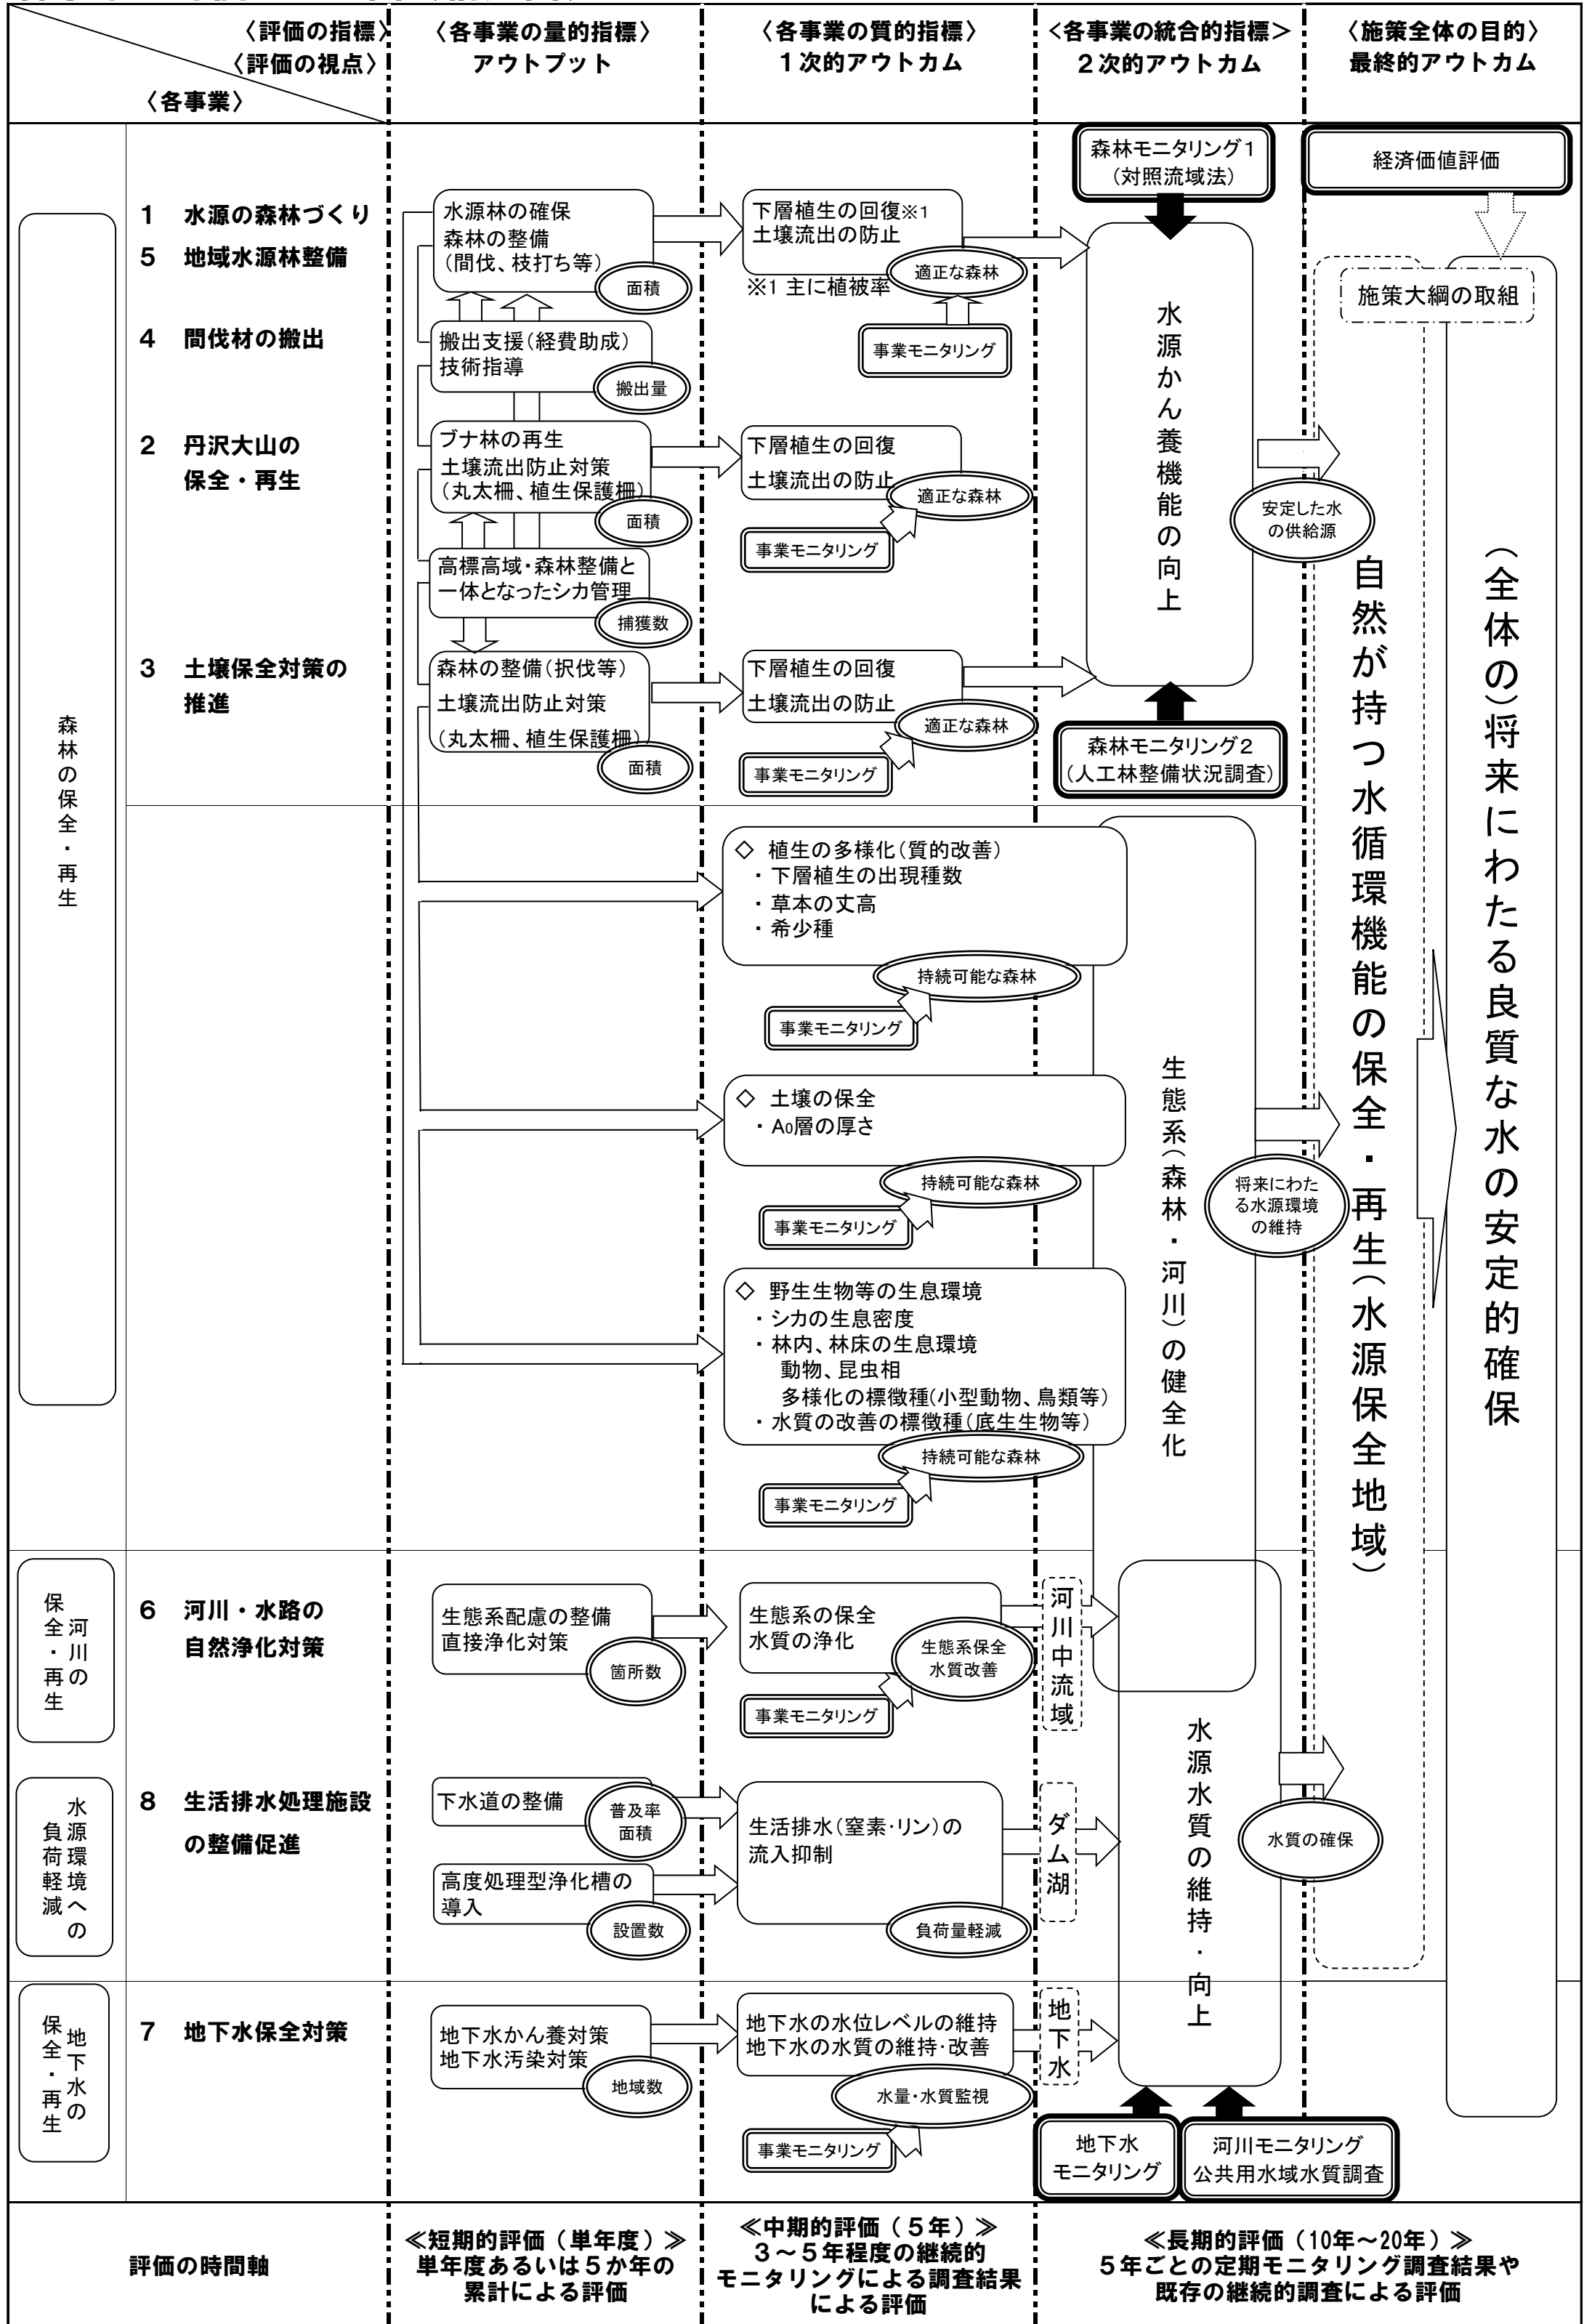 〈評価の指標〉
〈評価の視点〉
〈各事業〉
〈各事業の量的指標〉
アウトプット
〈各事業の質的指標〉
1次的アウトカム
<各事業の統合的指標>
2次的アウトカム
〈施策全体の目的〉
最終的アウトカム
森林の保全・再生
1 水源の森林づくり
5 地域水源林整備
水源林の確保
森林の整備
(間伐、枝打ち等)
面積
下層植生の回復※1
土壌流出の防止
適正な森林
※1 主に植被率
事業モニタリング
森林モニタリング1
(対照流域法)
経済価値評価
施策大綱の取組
4 間伐材の搬出
搬出支援(経費助成)
技術指導
搬出量
2 丹沢大山の
保全・再生
ブナ林の再生
土壌流出防止対策
(丸太柵、植生保護柵)
面積
下層植生の回復
土壌流出の防止
適正な森林
事業モニタリング
高標高域・森林整備と
一体となったシカ管理
捕獲数
3 土壌保全対策の
推進
森林の整備(択伐等)
土壌流出防止対策
(丸太柵、植生保護柵)
面積
下層植生の回復
土壌流出の防止
適正な森林
事業モニタリング
水源かん養機能の向上
安定した水
の供給源
森林モニタリング2
(人工林整備状況調査)
◇ 植生の多様化(質的改善)
・下層植生の出現種数
・草本の丈高
・希少種
持続可能な森林
事業モニタリング
◇ 土壌の保全
・A0層の厚さ
持続可能な森林
事業モニタリング
◇ 野生生物等の生息環境
・シカの生息密度
・林内、林床の生息環境
動物、昆虫相
多様化の標徴種(小型動物、鳥類等)
・水質の改善の標徴種(底生生物等)
持続可能な森林
事業モニタリング
生態系(森林・河川)の健全化
将来にわた
る水源環境
の維持
自然が持つ水循環機能の保全・再生(水源保全地域)
(全体の)将来にわたる良質な水の安定的確保
河川の
保全・再生
6 河川・水路の
自然浄化対策
生態系配慮の整備
直接浄化対策
箇所数
生態系の保全
水質の浄化
生態系保全
水質改善
事業モニタリング
河川中流域
水源環境への
負荷軽減
8 生活排水処理施設
の整備促進
下水道の整備
普及率
面積
高度処理型浄化槽の
導入
設置数
生活排水(窒素・リン)の
流入抑制
負荷量軽減
ダム湖
水源水質の維持・向上
水質の確保
地下水の
保全・再生
7 地下水保全対策
地下水かん養対策
地下水汚染対策
地域数
地下水の水位レベルの維持
地下水の水質の維持・改善
水量・水質監視
事業モニタリング
地下水
地下水
モニタリング
河川モニタリング
公共用水域水質調査
評価の時間軸
≪短期的評価(単年度)≫
単年度あるいは5か年の
累計による評価
≪中期的評価(5年)≫
3～5年程度の継続的
モニタリングによる調査結果
による評価
≪長期的評価(10年～20年)≫
5年ごとの定期モニタリング調査結果や
既存の継続的調査による評価